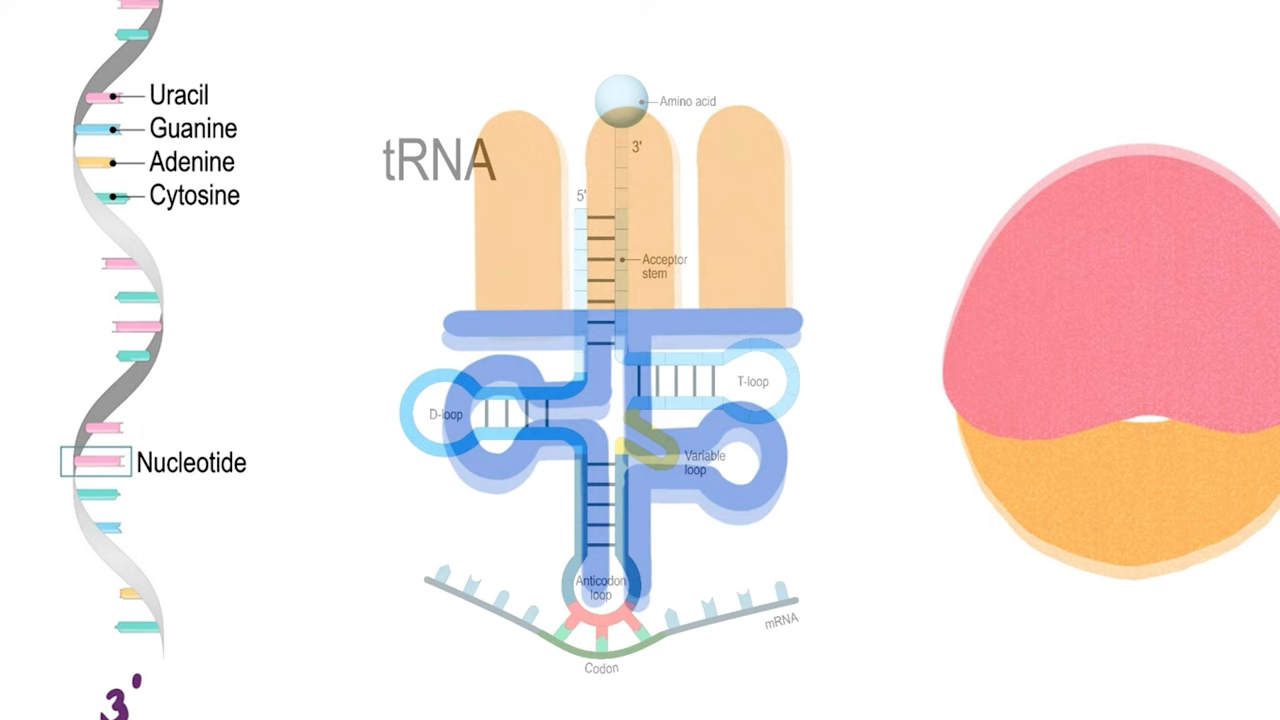 Uracil
Guanine
Adenine
Cytosine
Nucleotide
3'
tRNA
Amino acid
3'
5'
Acceptor
stem
D-loop
T-loop
Variable
loop
Anticodon
loop
mRNA
Codon